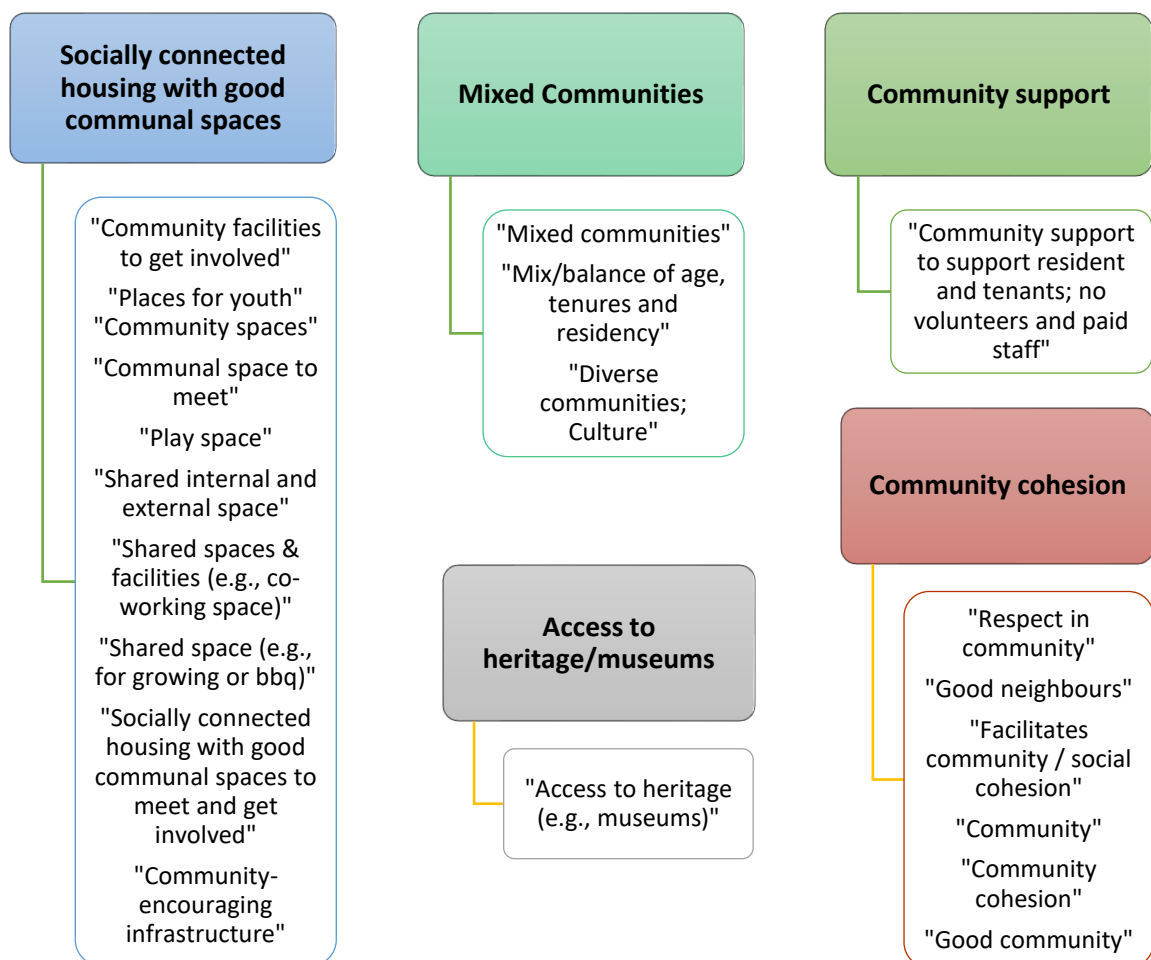 Socially connected
housing with good
communal spaces
"Community facilities
to get involved"
"Places for youth"
"Community spaces"
"Communal space to
meet"
"Play space"
"Shared internal and
external space"
"Shared spaces &
facilities (e.g., co-
working space)"
"Shared space (e.g.,
for growing or bbq)"
"Socially connected
housing with good
communal spaces to
meet and get
involved"
"Community-
encouraging
infrastructure"
Mixed Communities
"Mixed communities"
"Mix/balance of age,
tenures and
residency"
"Diverse
communities;
Culture"
Access to
heritage/museums
"Access to heritage
(e.g., museums)"
Community support
"Community support
to support resident
and tenants; no
volunteers and paid
staff"
Community cohesion
"Respect in
community"
"Good neighbours"
"Facilitates
community / social
cohesion"
"Community"
"Community
cohesion"
"Good community"